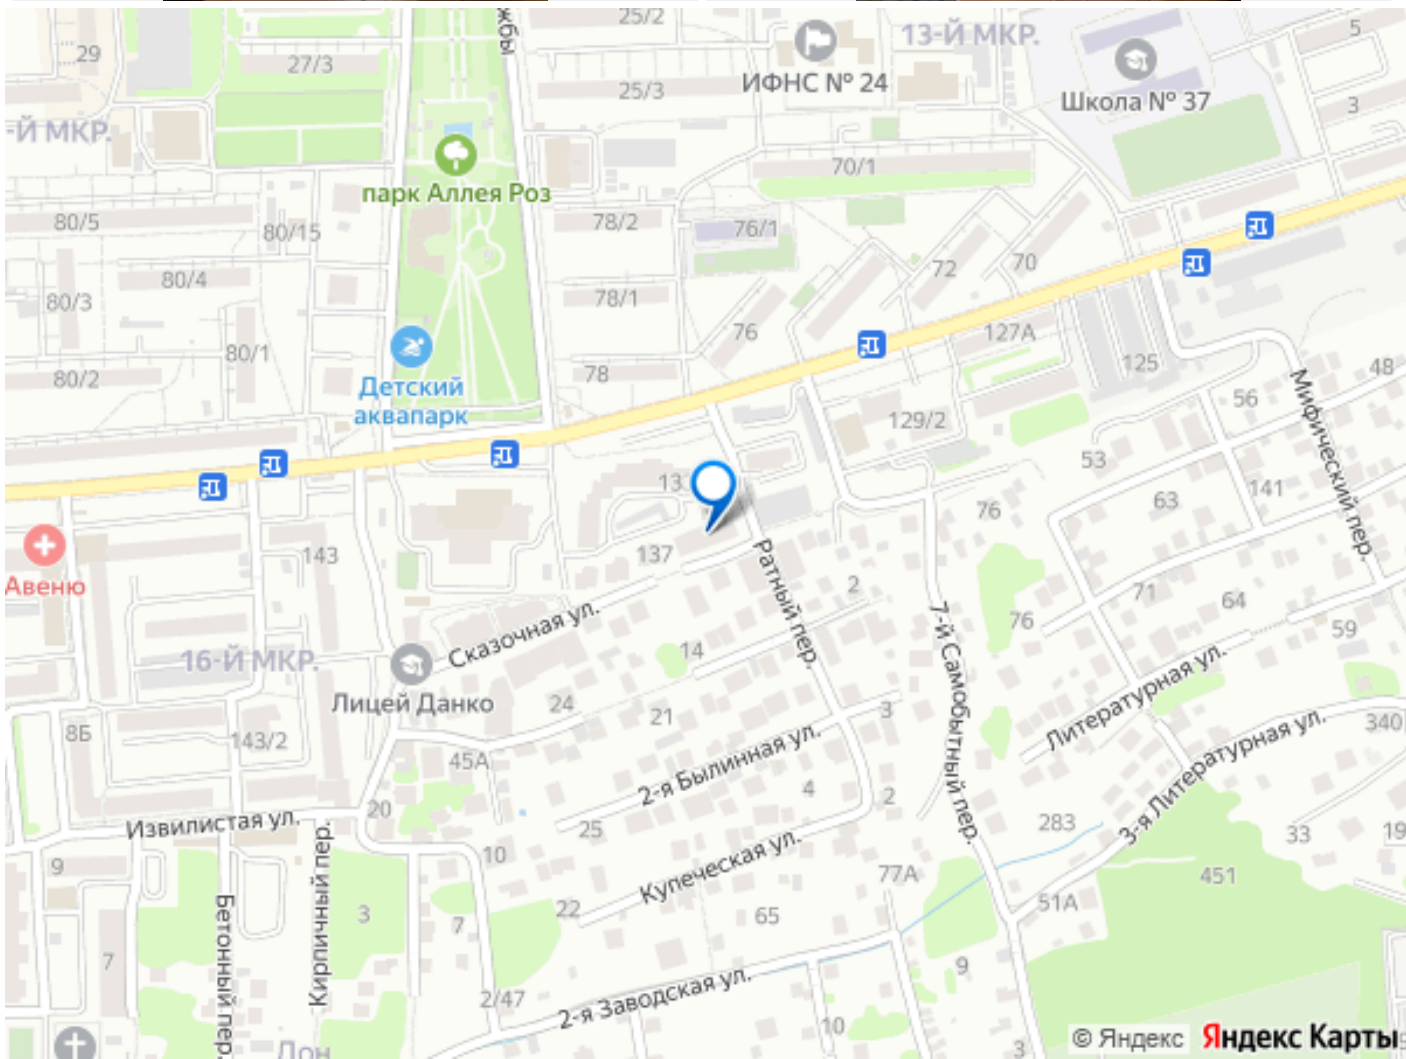 25/2
жбы
13-Й МКР.
5
29
27/3
ИФНС № 24
25/3
Школа № 37
3
-Й МКР.
70/1
парк Аллея Роз
80/5
80/15
78/2
76/1
80/4
72
70
80/3
78/1
76
127А
80/1
125
80/2
78
48
Детский
аквапарк
56
129/2
Мифический пер.
53
13
141
63
76
143
137
Авеню
Ратный пер.
2
71
64
76
59
Сказочная ул.
7-й Самобытный пер.
16-Й МКР.
14
Литературная ул.
Лицей Данко
24
21
3
340
8Б
143/2
45А
2-я Былинная ул.
3-я Литературная ул.
4
2
20
Извилистая ул.
25
283
33
19
10
Купеческая ул.
9
77А
451
Кирпичный пер.
Бетонный пер.
3
22
65
51А
7
7
9
2/47
2-я Заводская ул.
10
3
Дон
© Яндекс Яндекс Карты